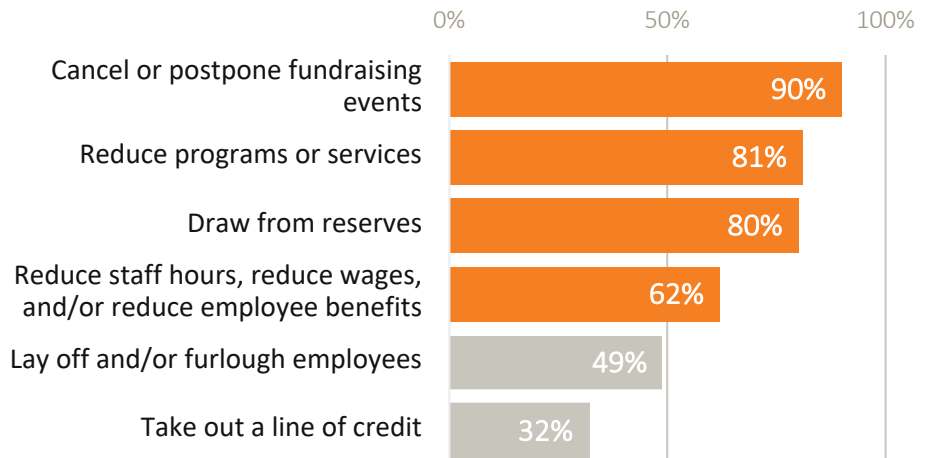 0% 50% 100%
Cancel or postpone fundraising
events
90%
Reduce programs or services
81%
Draw from reserves
80%
Reduce staff hours, reduce wages,
and/or reduce employee benefits
62%
Lay off and/or furlough employees
49%
Take out a line of credit
32%